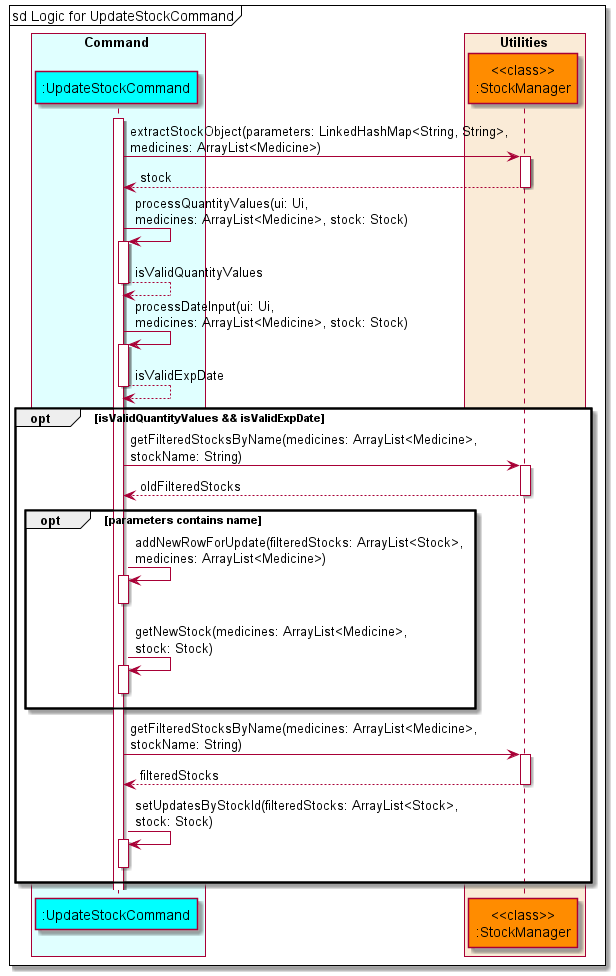 sd Logic for UpdateStockCommand
Command
Utilities
:UpdateStockCommand
<<class>>
:StockManager
extractStockObject(parameters: LinkedHashMap<String, String>,
medicines: ArrayList<Medicine>)
stock
processQuantityValues(ui: Ui,
medicines: ArrayList<Medicine>, stock: Stock)
isValidQuantityValues
processDateInput(ui: Ui,
medicines: ArrayList<Medicine>, stock: Stock)
isValidExpDate
opt [isValidQuantityValues && isValidExpDate]
getFilteredStocksByName(medicines: ArrayList<Medicine>,
stockName: String)
oldFilteredStocks
opt [parameters contains name]
addNewRowForUpdate(filteredStocks: ArrayList<Stock>,
medicines: ArrayList<Medicine>)
getNewStock(medicines: ArrayList<Medicine>,
stock: Stock)
getFilteredStocksByName(medicines: ArrayList<Medicine>,
stockName: String)
filteredStocks
setUpdatesByStockId(filteredStocks: ArrayList<Stock>,
stock: Stock)
:UpdateStockCommand
<<class>>
:StockManager